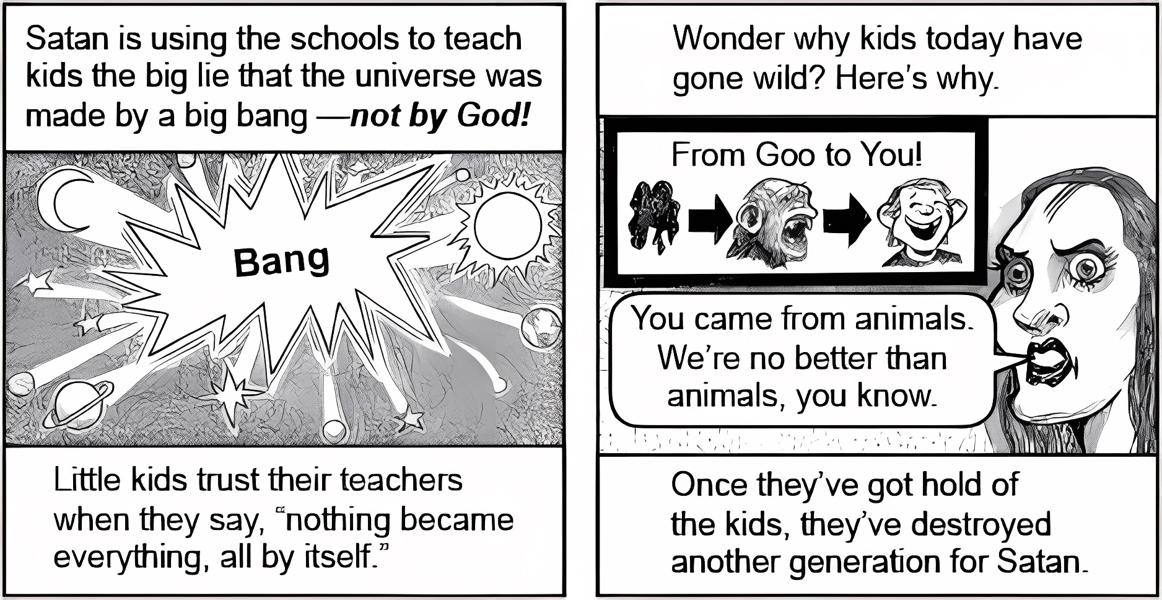 Satan is using the schools to teach
kids the big lie that the universe was
made by a big bang —not by God!
Bang
Little kids trust their teachers
when they say, “nothing became
everything, all by itself.”
Wonder why kids today have
gone wild? Here’s why.
From Goo to You!
You came from animals.
We’re no better than
animals, you know.
Once they’ve got hold of
the kids, they’ve destroyed
another generation for Satan.